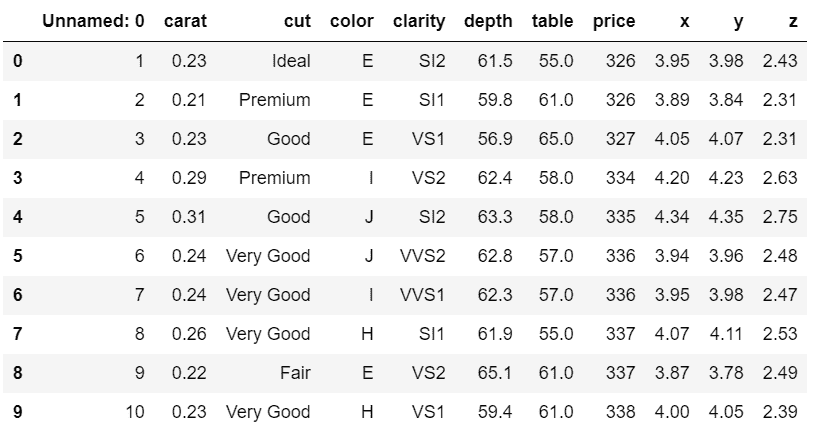 Unnamed: 0 carat cut color clarity depth table price x y z
0 1 0.23 Ideal E SI2 61.5 55.0 326 3.95 3.98 2.43
1 2 0.21 Premium E SI1 59.8 61.0 326 3.89 3.84 2.31
2 3 0.23 Good E VS1 56.9 65.0 327 4.05 4.07 2.31
3 4 0.29 Premium I VS2 62.4 58.0 334 4.20 4.23 2.63
4 5 0.31 Good J SI2 63.3 58.0 335 4.34 4.35 2.75
5 6 0.24 Very Good J VVS2 62.8 57.0 336 3.94 3.96 2.48
6 7 0.24 Very Good I VVS1 62.3 57.0 336 3.95 3.98 2.47
7 8 0.26 Very Good H SI1 61.9 55.0 337 4.07 4.11 2.53
8 9 0.22 Fair E VS2 65.1 61.0 337 3.87 3.78 2.49
9 10 0.23 Very Good H VS1 59.4 61.0 338 4.00 4.05 2.39